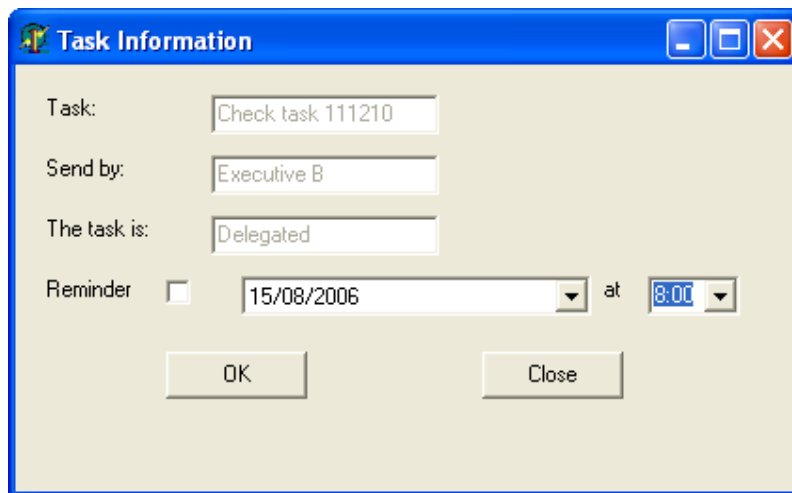 Task Information
Task: Check task 111210
Send by: Executive B
The task is: Delegated
Reminder 15/08/2006 at 8:00
OK Close